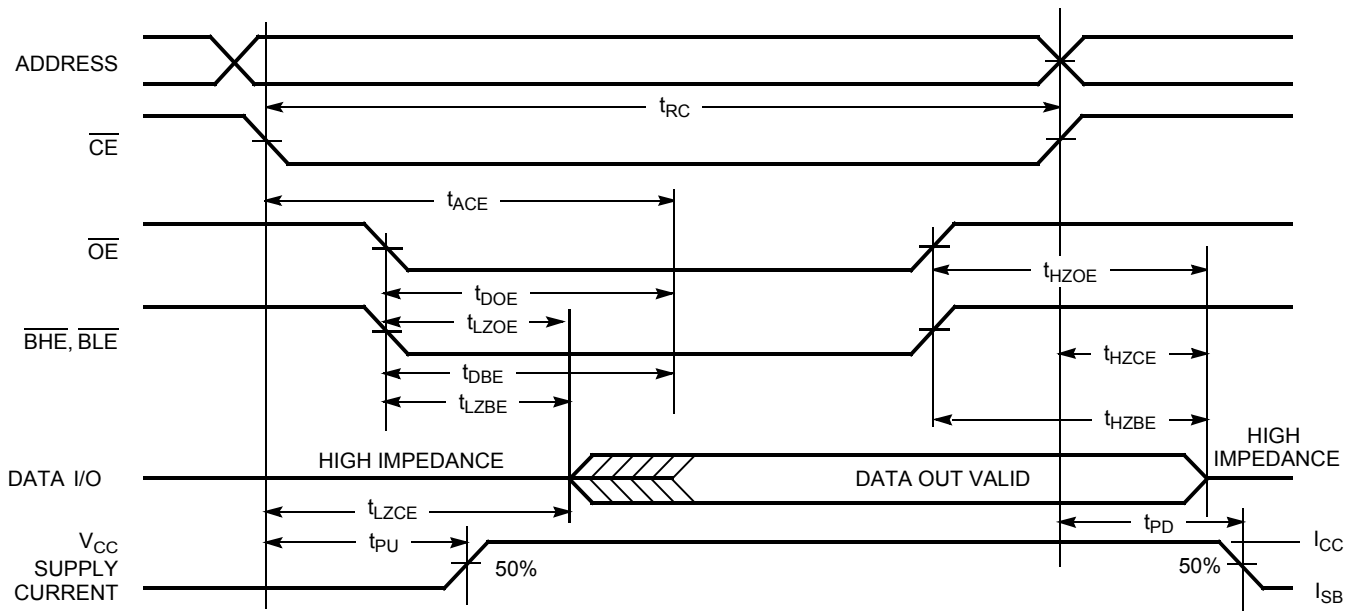 ADDRESS
tRC
CE
tACE
OE
tHZOE
tDOE
tLZOE
BHE, BLE
tHZCE
tDBE
tLZBE
tHZBE
HIGH
IMPEDANCE
HIGH IMPEDANCE
DATA I/O
DATA OUT VALID
tLZCE
tPD
VCC
SUPPLY
CURRENT
tPU
50%
50%
ICC
ISB